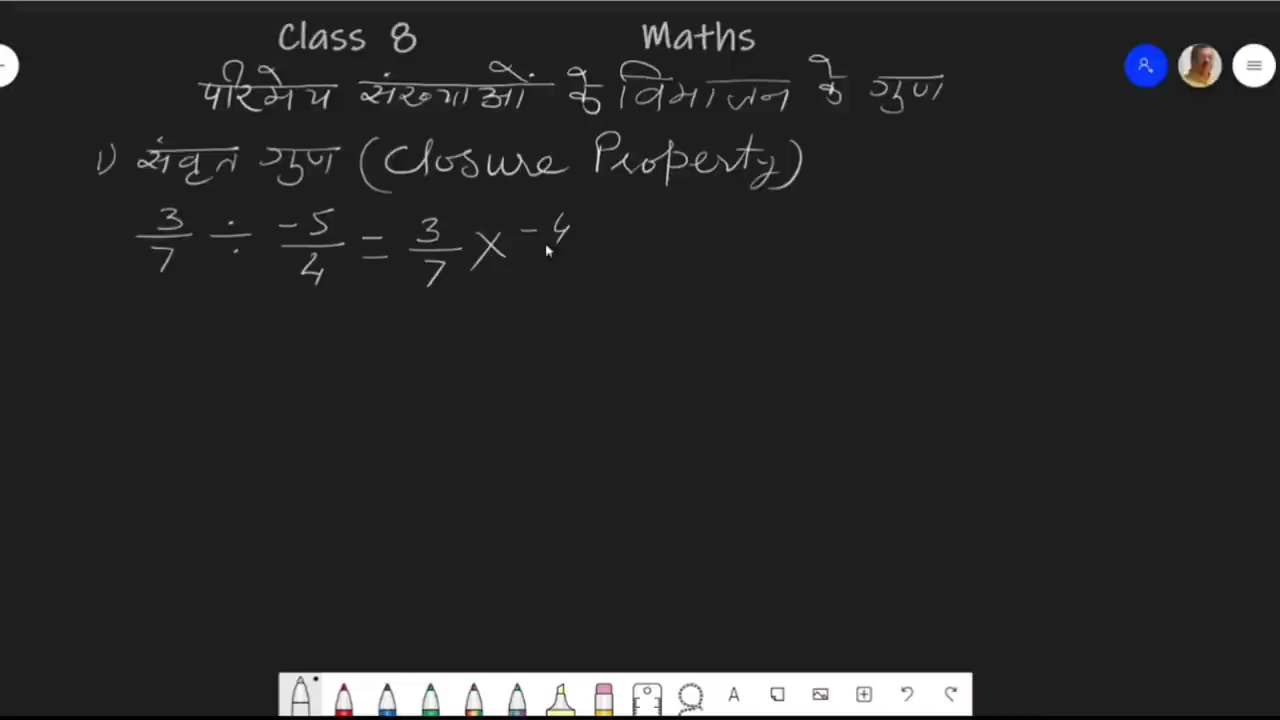 Class 8 Maths
परिमेय संख्याओं के विभाजन के गुण
1) संवृत गुण (Closure Property)
3/7 ÷ -5/4 = 3/7 × -4
A